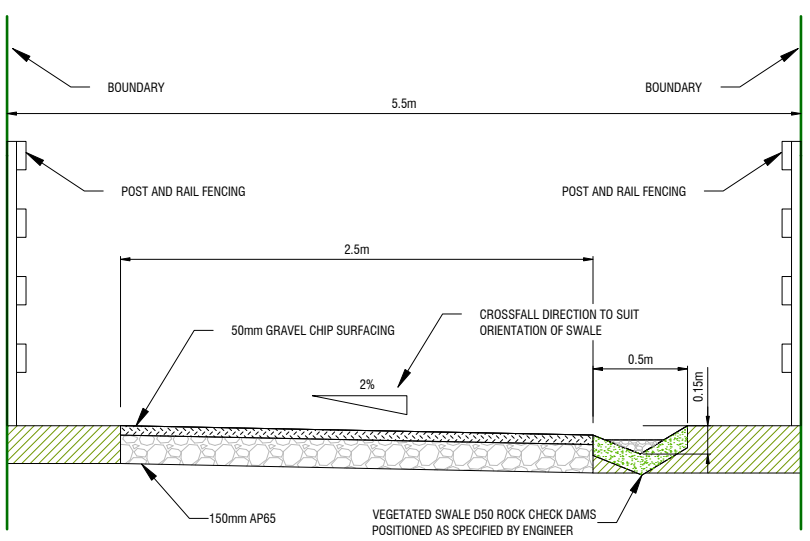 BOUNDARY
BOUNDARY
5.5m
POST AND RAIL FENCING
POST AND RAIL FENCING
2.5m
CROSSFALL DIRECTION TO SUIT
ORIENTATION OF SWALE
50mm GRAVEL CHIP SURFACING
0.5m
0.15m
2%
150mm AP65
VEGETATED SWALE D50 ROCK CHECK DAMS
POSITIONED AS SPECIFIED BY ENGINEER